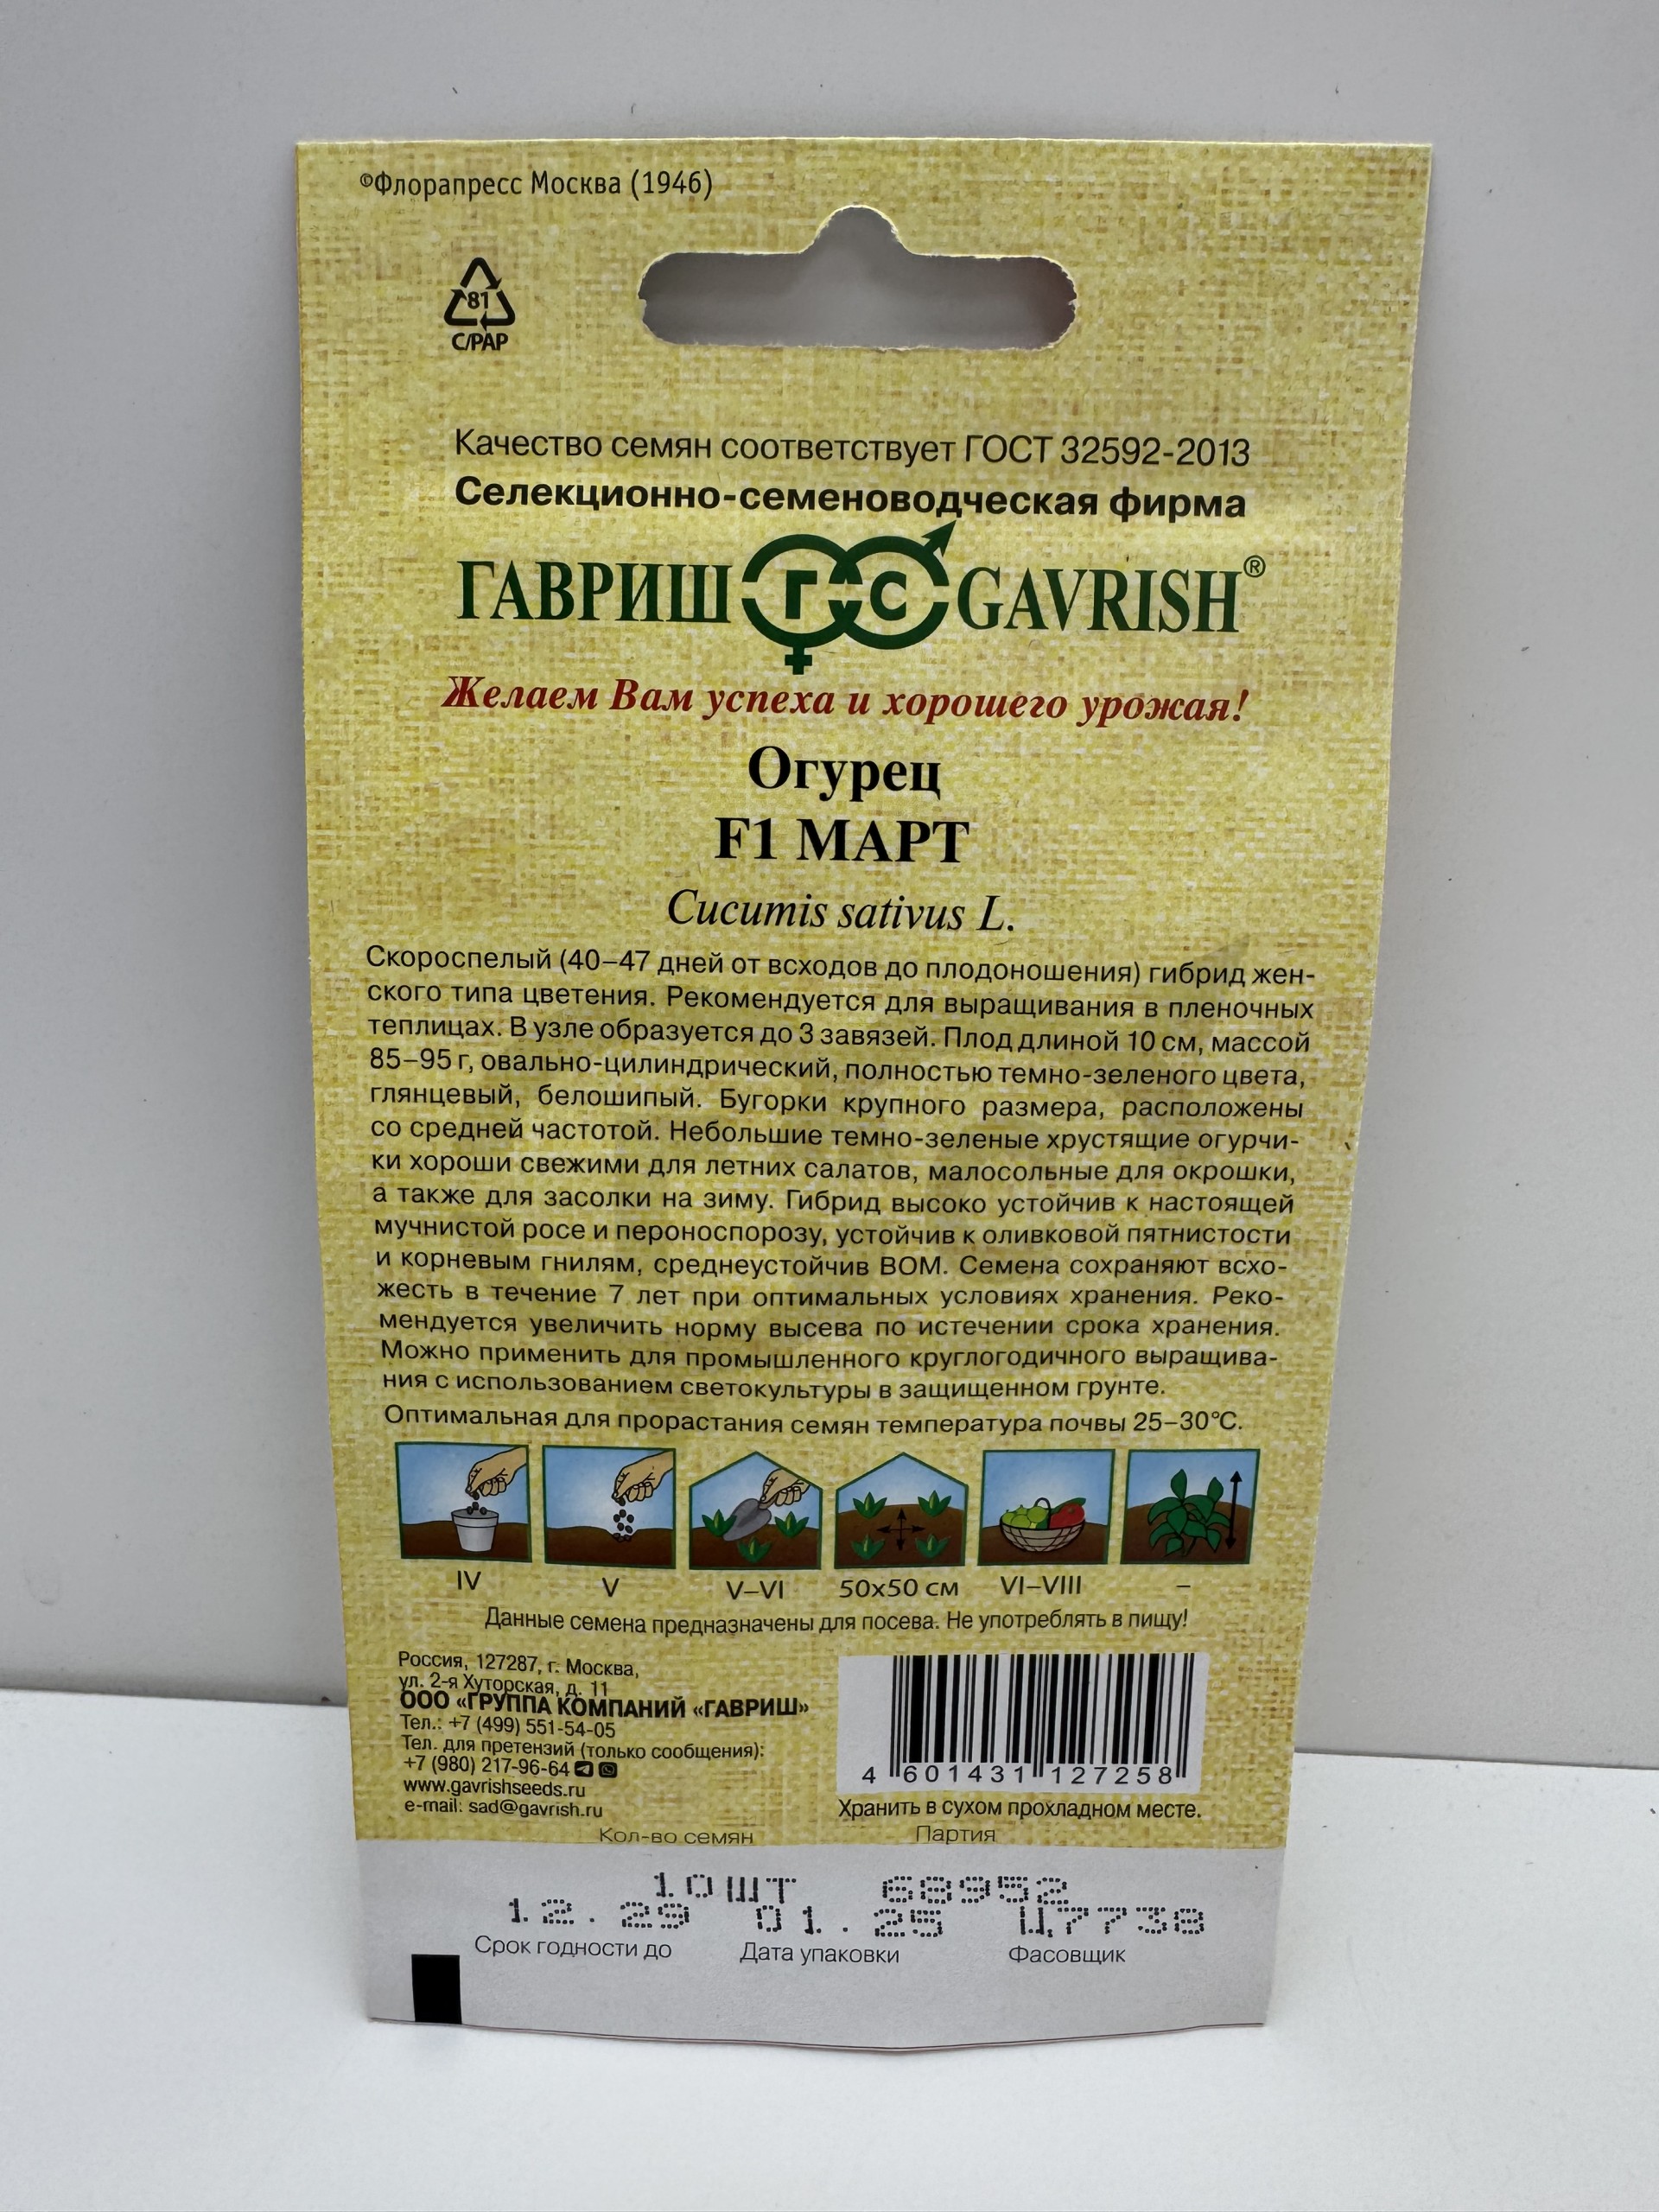 ©Флорапресс Москва (1946)
81
C/PAP
Качество семян соответствует ГОСТ 32592-2013
Селекционно-семеноводческая фирма
ГАВРИШ ГС GAVRISH®
Желаем Вам успеха и хорошего урожая!
Огурец
F1 МАРТ
Cucumis sativus L.
Скороспелый (40–47 дней от всходов до плодоношения) гибрид жен-
ского типа цветения. Рекомендуется для выращивания в пленочных
теплицах. В узле образуется до 3 завязей. Плод длиной 10 см, массой
85–95 г, овально-цилиндрический, полностью темно-зеленого цвета,
глянцевый, белошипый. Бугорки крупного размера, расположены
со средней частотой. Небольшие темно-зеленые хрустящие огурчи-
ки хороши свежими для летних салатов, малосольные для окрошки,
а также для засолки на зиму. Гибрид высоко устойчив к настоящей
мучнистой росе и пероноспорозу, устойчив к оливковой пятнистости
и корневым гнилям, среднеустойчив ВОМ. Семена сохраняют всхо-
жесть в течение 7 лет при оптимальных условиях хранения. Реко-
мендуется увеличить норму высева по истечении срока хранения.
Можно применить для промышленного круглогодичного выращива-
ния с использованием светокультуры в защищенном грунте.
Оптимальная для прорастания семян температура почвы 25–30°С.
IV V V–VI 50х50 см VI–VIII –
Данные семена предназначены для посева. Не употреблять в пищу!
Россия, 127287, г. Москва,
ул. 2-я Хуторская, д. 11
ООО «ГРУППА КОМПАНИЙ «ГАВРИШ»
Тел.: +7 (499) 551-54-05
Тел. для претензий (только сообщения):
+7 (980) 217-96-64
www.gavrishseeds.ru
e-mail: sad@gavrish.ru
4 601431 127258
Хранить в сухом прохладном месте.
Кол-во семян Партия
10ШТ 68952
12.29 01.25 Ц7738
Срок годности до Дата упаковки Фасовщик